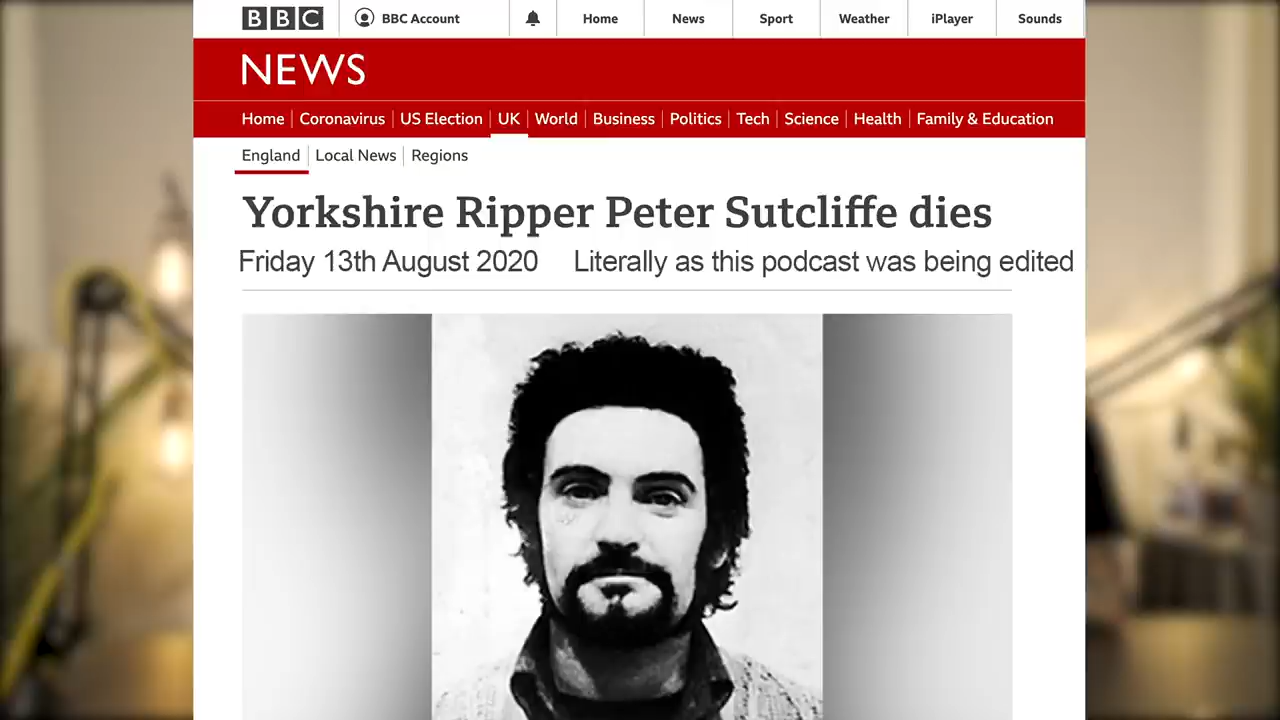 BBC BBC Account Home News Sport Weather iPlayer Sounds
NEWS
Home Coronavirus US Election UK World Business Politics Tech Science Health Family & Education
England Local News Regions
Yorkshire Ripper Peter Sutcliffe dies
Friday 13th August 2020 Literally as this podcast was being edited